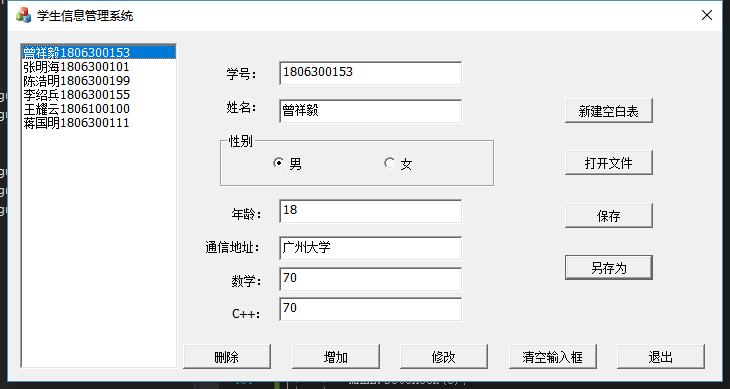 学生信息管理系统
曾祥毅1806300153
张明海1806300101
陈浩明1806300199
李绍兵1806300155
王耀云1806100100
蒋国明1806300111
学号： 1806300153
姓名： 曾祥毅
性别
男 女
年龄： 18
通信地址： 广州大学
数学： 70
C++： 70
新建空白表
打开文件
保存
另存为
删除 增加 修改 清空输入框 退出